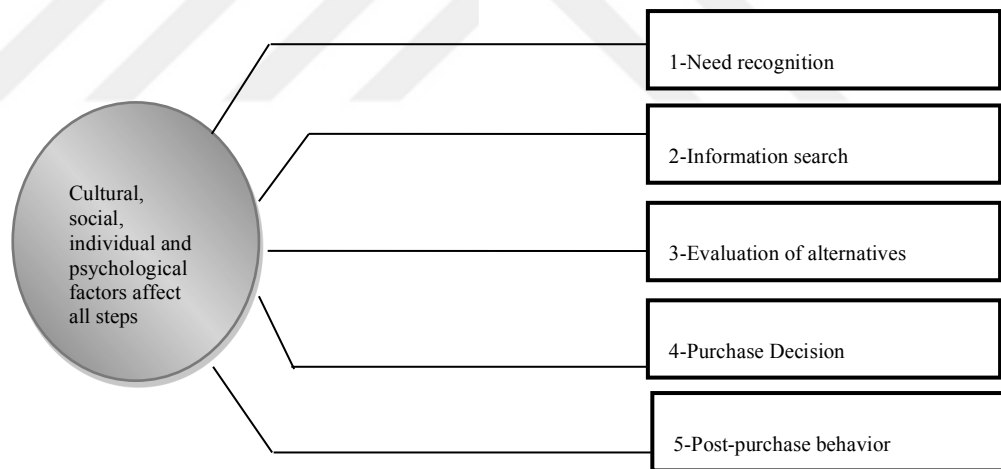 1-Need recognition
2-Information search
Cultural,
social,
individual and
psychological
factors affect
all steps
3-Evaluation of alternatives
4-Purchase Decision
5-Post-purchase behavior